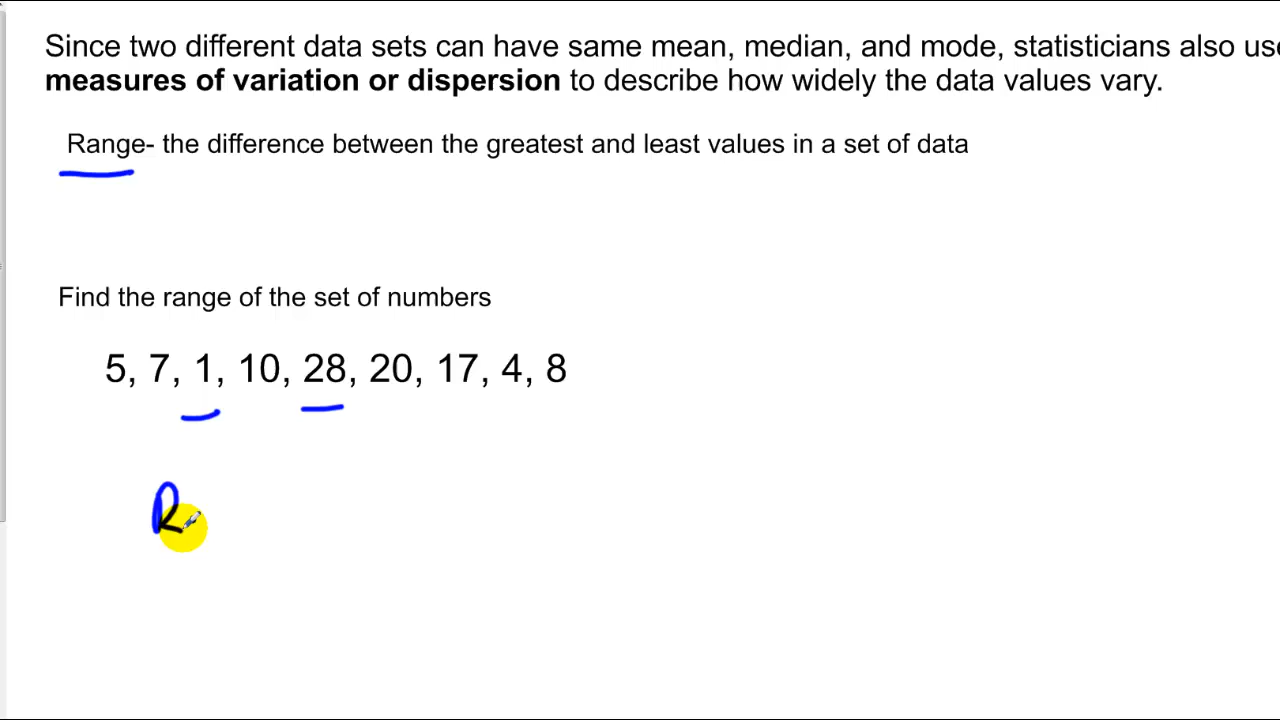 Since two different data sets can have same mean, median, and mode, statisticians also us
measures of variation or dispersion to describe how widely the data values vary.
Range- the difference between the greatest and least values in a set of data
Find the range of the set of numbers
5, 7, 1, 10, 28, 20, 17, 4, 8
R